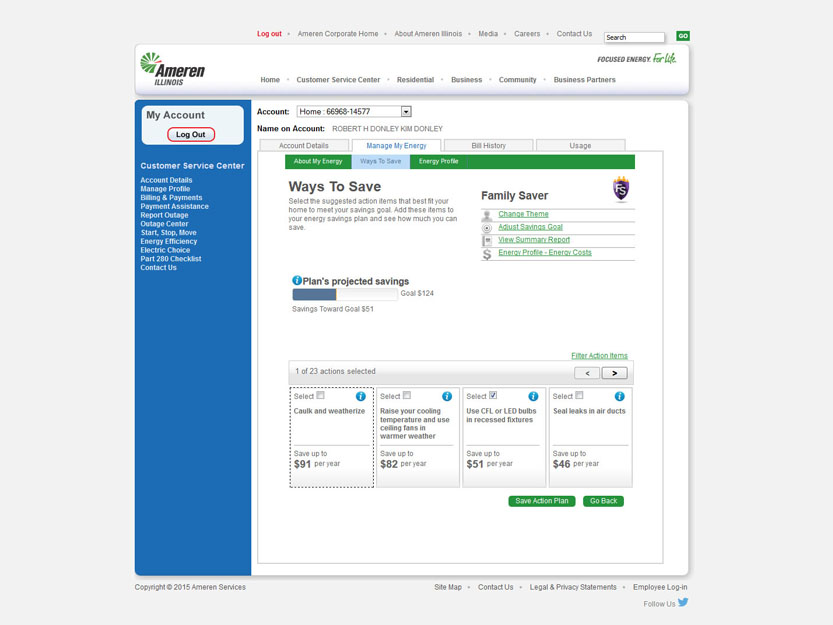 Log out • Ameren Corporate Home • About Ameren Illinois • Media • Careers • Contact Us Search GO
Ameren
ILLINOIS
FOCUSED ENERGY. For life.
Home • Customer Service Center • Residential • Business • Community • Business Partners
My Account
Log Out
Customer Service Center
Account Details
Manage Profile
Billing & Payments
Payment Assistance
Report Outage
Outage Center
Start, Stop, Move
Energy Efficiency
Electric Choice
Part 280 Checklist
Contact Us
Account: Home : 66968-14577
Name on Account: ROBERT H DONLEY KIM DONLEY
Account Details Manage My Energy Bill History Usage
About My Energy Ways To Save Energy Profile
Ways To Save
Select the suggested action items that best fit your
home to meet your savings goal. Add these items to
your energy savings plan and see how much you can
save.
Family Saver
FS
Change Theme
Adjust Savings Goal
View Summary Report
$ Energy Profile - Energy Costs
i Plan's projected savings
Goal $124
Savings Toward Goal $51
Filter Action Items
1 of 23 actions selected < >
Select i
Caulk and weatherize
Save up to
$91 per year
Select i
Raise your cooling
temperature and use
ceiling fans in
warmer weather
Save up to
$82 per year
Select i
Use CFL or LED bulbs
in recessed fixtures
Save up to
$51 per year
Select i
Seal leaks in air ducts
Save up to
$46 per year
Save Action Plan Go Back
Copyright © 2015 Ameren Services
Site Map • Contact Us • Legal & Privacy Statements • Employee Log-in
Follow Us